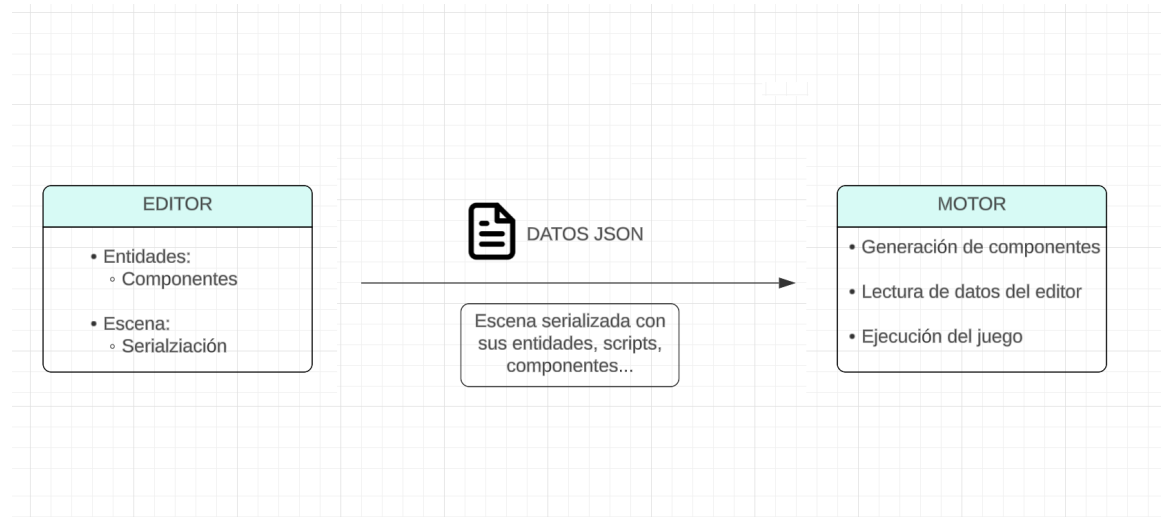 EDITOR
• Entidades:
◦ Componentes
• Escena:
◦ Serialziación
DATOS JSON
Escena serializada con
sus entidades, scripts,
componentes...
MOTOR
• Generación de componentes
• Lectura de datos del editor
• Ejecución del juego